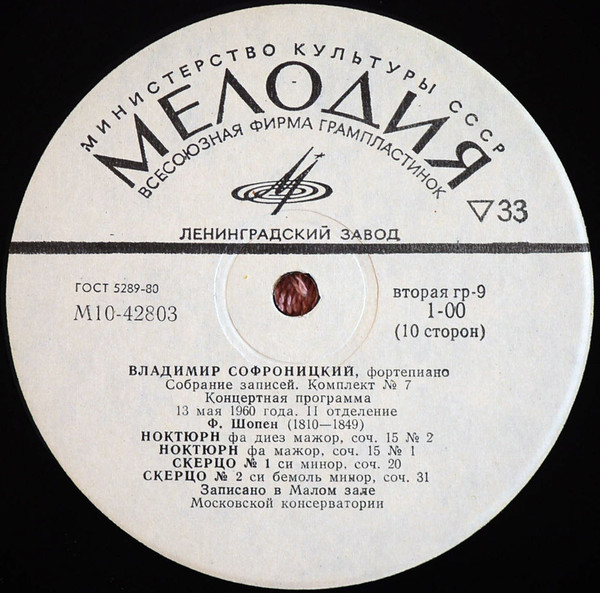 МИНИСТЕРСТВО КУЛЬТУРЫ СССР
МЕЛОДИЯ
ВСЕСОЮЗНАЯ ФИРМА ГРАМПЛАСТИНОК
▽33
ЛЕНИНГРАДСКИЙ ЗАВОД
ГОСТ 5289-80
М10-42803
вторая гр-9
1-00
(10 сторон)
ВЛАДИМИР СОФРОНИЦКИЙ, фортепиано
Собрание записей. Комплект № 7
Концертная программа
13 мая 1960 года. II отделение
Ф. Шопен (1810—1849)
НОКТЮРН фа диез мажор, соч. 15 № 2
НОКТЮРН фа мажор, соч. 15 № 1
СКЕРЦО № 1 си минор, соч. 20
СКЕРЦО № 2 си бемоль минор, соч. 31
Записано в Малом зале
Московской консерватории